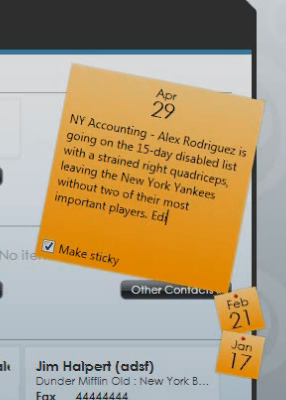 Apr
29
NY Accounting - Alex Rodriguez is
going on the 15-day disabled list
with a strained right quadriceps,
leaving the New York Yankees
without two of their most
important players. Edj
Make sticky
No
Other Contacts
Feb
21
Jan
17
Jim Halpert (adsf)
Dunder Mifflin Old : New York B...
Fax 44444444